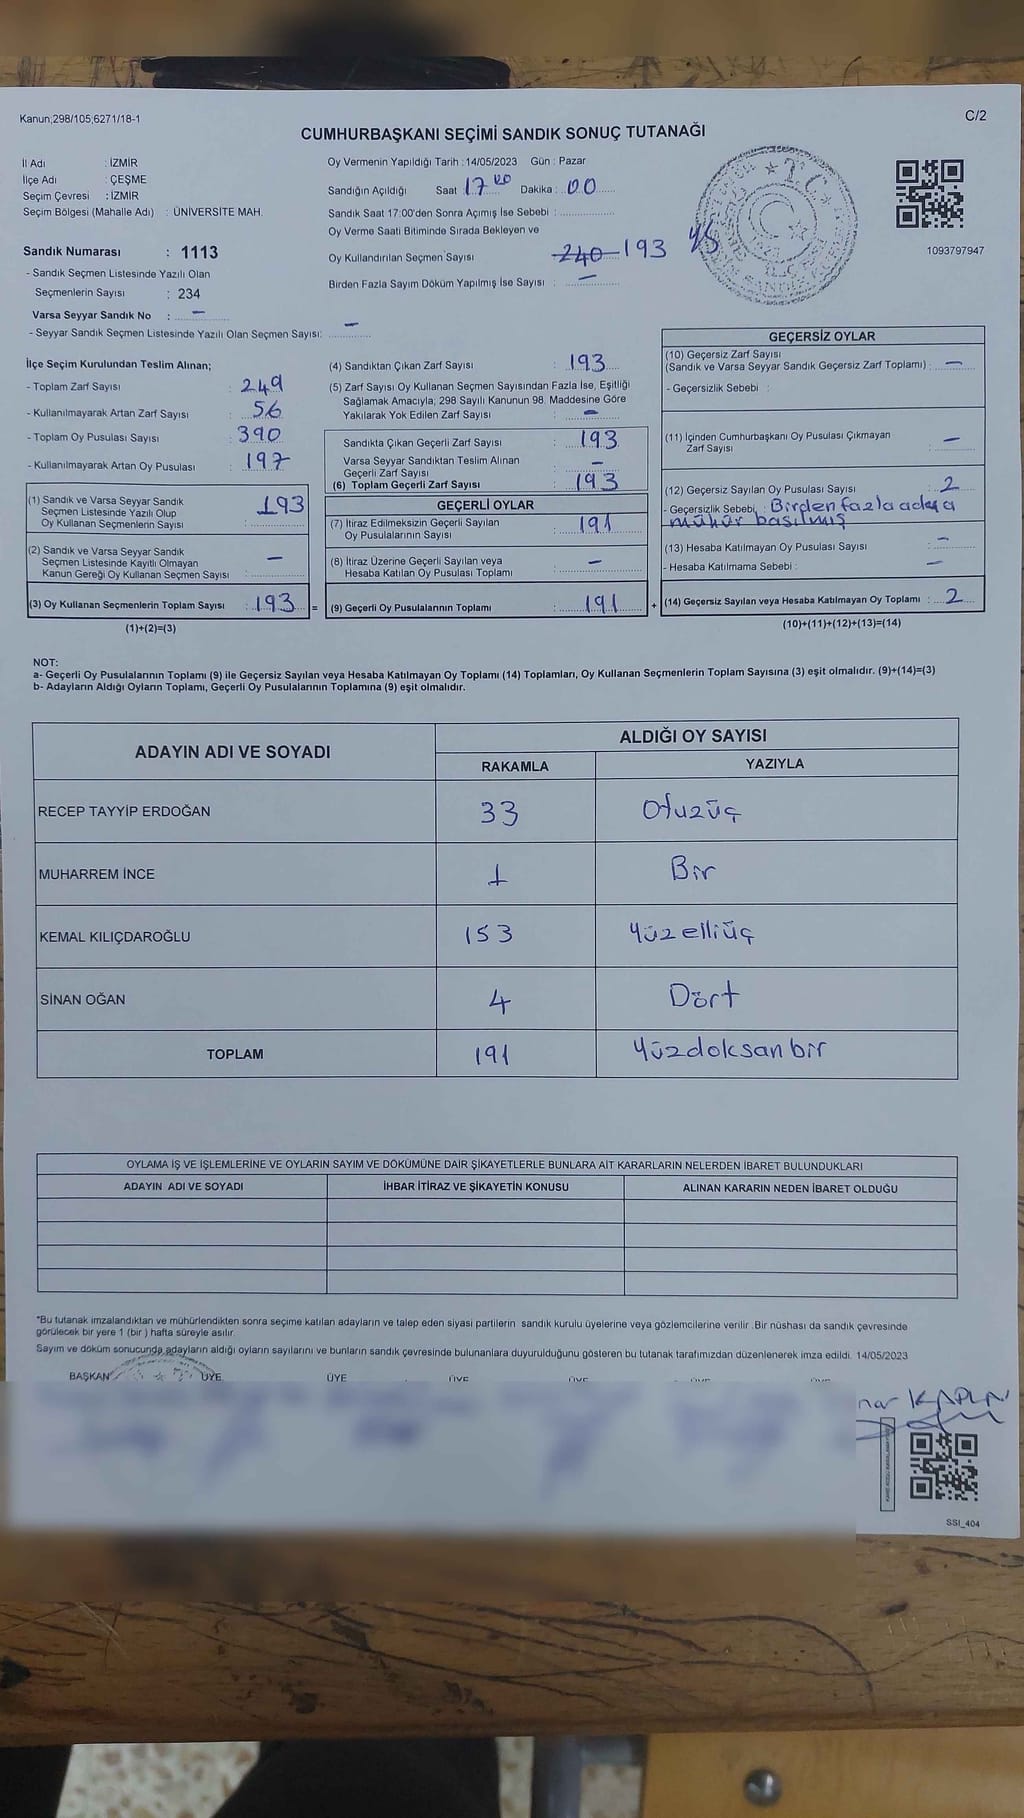 Kanun;298/105;6271/18-1
C/2
CUMHURBAŞKANI SEÇİMİ SANDIK SONUÇ TUTANAĞI
İl Adı : İZMİR
İlçe Adı : ÇEŞME
Seçim Çevresi : İZMİR
Seçim Bölgesi (Mahalle Adı) : ÜNİVERSİTE MAH.
Sandık Numarası : 1113
- Sandık Seçmen Listesinde Yazılı Olan
Seçmenlerin Sayısı : 234
Varsa Seyyar Sandık No : —
- Seyyar Sandık Seçmen Listesinde Yazılı Olan Seçmen Sayısı: —
Oy Vermenin Yapıldığı Tarih : 14/05/2023 Gün : Pazar
Sandığın Açıldığı Saat 17 00 Dakika : 00
Sandık Saat 17:00'den Sonra Açımış İse Sebebi :
Oy Verme Saati Bitiminde Sırada Bekleyen ve
Oy Kullandırılan Seçmen Sayısı 240 193
Birden Fazla Sayım Döküm Yapılmış İse Sayısı : —
1093797947
İlçe Seçim Kurulundan Teslim Alınan;
- Toplam Zarf Sayısı : 249
- Kullanılmayarak Artan Zarf Sayısı : 56
- Toplam Oy Pusulası Sayısı : 390
- Kullanılmayarak Artan Oy Pusulası : 197
(1) Sandık ve Varsa Seyyar Sandık
Seçmen Listesinde Yazılı Olup
Oy Kullanan Seçmenlerin Sayısı : 193
(2) Sandık ve Varsa Seyyar Sandık
Seçmen Listesinde Kayıtlı Olmayan
Kanun Gereği Oy Kullanan Seçmen Sayısı : —
(3) Oy Kullanan Seçmenlerin Toplam Sayısı : 193 =
(1)+(2)=(3)
(4) Sandıktan Çıkan Zarf Sayısı : 193
(5) Zarf Sayısı Oy Kullanan Seçmen Sayısından Fazla İse, Eşitliği
Sağlamak Amacıyla; 298 Sayılı Kanunun 98. Maddesine Göre
Yakılarak Yok Edilen Zarf Sayısı : —
Sandıkta Çıkan Geçerli Zarf Sayısı : 193
Varsa Seyyar Sandıktan Teslim Alınan
Geçerli Zarf Sayısı : —
(6) Toplam Geçerli Zarf Sayısı : 193
GEÇERLİ OYLAR
(7) İtiraz Edilmeksizin Geçerli Sayılan
Oy Pusulalarının Sayısı : 191
(8) İtiraz Üzerine Geçerli Sayılan veya
Hesaba Katılan Oy Pusulası Toplamı : —
(9) Geçerli Oy Pusulalarının Toplamı : 191 +
GEÇERSİZ OYLAR
(10) Geçersiz Zarf Sayısı
(Sandık ve Varsa Seyyar Sandık Geçersiz Zarf Toplamı) : —
- Geçersizlik Sebebi :
(11) İçinden Cumhurbaşkanı Oy Pusulası Çıkmayan
Zarf Sayısı : —
(12) Geçersiz Sayılan Oy Pusulası Sayısı : 2
- Geçersizlik Sebebi : Birden fazla adaya
mühür basılmış
(13) Hesaba Katılmayan Oy Pusulası Sayısı : —
- Hesaba Katılmama Sebebi : —
(14) Geçersiz Sayılan veya Hesaba Katılmayan Oy Toplamı : 2
(10)+(11)+(12)+(13)=(14)
NOT:
a- Geçerli Oy Pusulalarının Toplamı (9) ile Geçersiz Sayılan veya Hesaba Katılmayan Oy Toplamı (14) Toplamları, Oy Kullanan Seçmenlerin Toplam Sayısına (3) eşit olmalıdır. (9)+(14)=(3)
b- Adayların Aldığı Oyların Toplamı, Geçerli Oy Pusulalarının Toplamına (9) eşit olmalıdır.
ADAYIN ADI VE SOYADI
ALDIĞI OY SAYISI
RAKAMLA YAZIYLA
RECEP TAYYİP ERDOĞAN 33 Otuzüç
MUHARREM İNCE 1 Bir
KEMAL KILIÇDAROĞLU 153 Yüzelliüç
SİNAN OĞAN 4 Dört
TOPLAM 191 Yüzdoksanbir
OYLAMA İŞ VE İŞLEMLERİNE VE OYLARIN SAYIM VE DÖKÜMÜNE DAİR ŞİKAYETLERLE BUNLARA AİT KARARLARIN NELERDEN İBARET BULUNDUKLARI
ADAYIN ADI VE SOYADI İHBAR İTİRAZ VE ŞİKAYETİN KONUSU ALINAN KARARIN NEDEN İBARET OLDUĞU
*Bu tutanak imzalandıktan ve mühürlendikten sonra seçime katılan adayların ve talep eden siyasi partilerin sandık kurulu üyelerine veya gözlemcilerine verilir .Bir nüshası da sandık çevresinde
görülecek bir yere 1 (bir ) hafta süreyle asılır.
Sayım ve döküm sonucunda adayların aldığı oyların sayılarını ve bunların sandık çevresinde bulunanlara duyurulduğunu gösteren bu tutanak tarafımızdan düzenlenerek imza edildi. 14/05/2023
BAŞKAN ÜYE ÜYE ÜYE ÜYE ÜYE ÜYE
KAPLAN
SSI_404